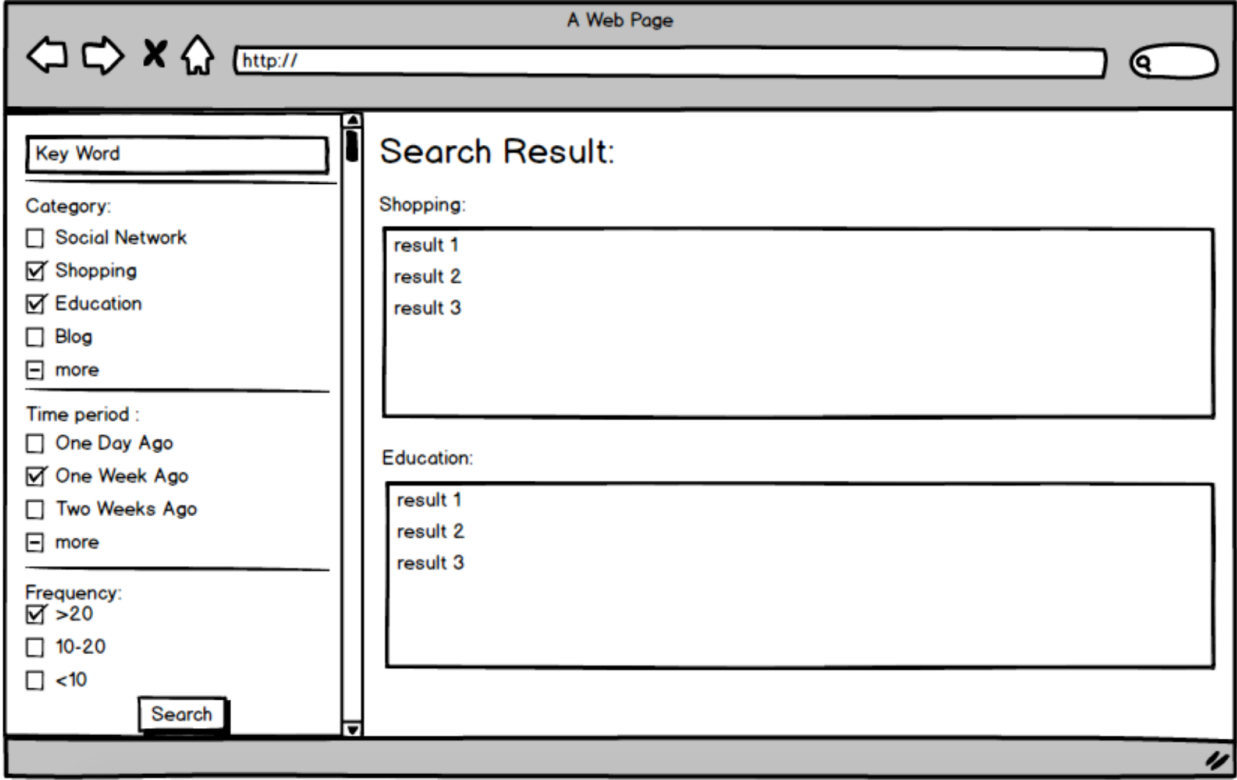 A Web Page
http://
Key Word
Category:
Social Network
Shopping
Education
Blog
more
Time period :
One Day Ago
One Week Ago
Two Weeks Ago
more
Frequency:
>20
10-20
<10
Search
Search Result:
Shopping:
result 1
result 2
result 3
Education:
result 1
result 2
result 3